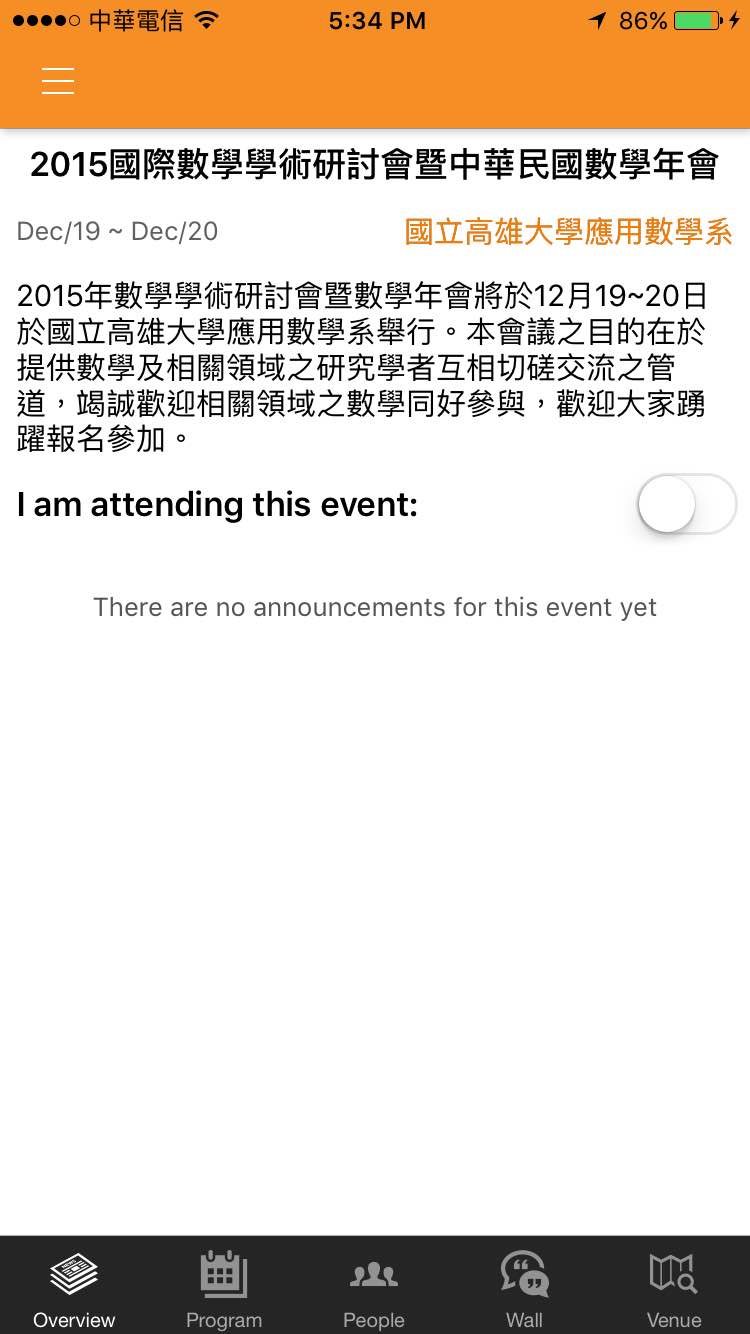 中華電信 5:34 PM 86%
2015國際數學學術研討會暨中華民國數學年會
Dec/19 ~ Dec/20 國立高雄大學應用數學系
2015年數學學術研討會暨數學年會將於12月19~20日
於國立高雄大學應用數學系舉行。本會議之目的在於
提供數學及相關領域之研究學者互相切磋交流之管
道，竭誠歡迎相關領域之數學同好參與，歡迎大家踴
躍報名參加。
I am attending this event:
There are no announcements for this event yet
Overview Program People Wall Venue